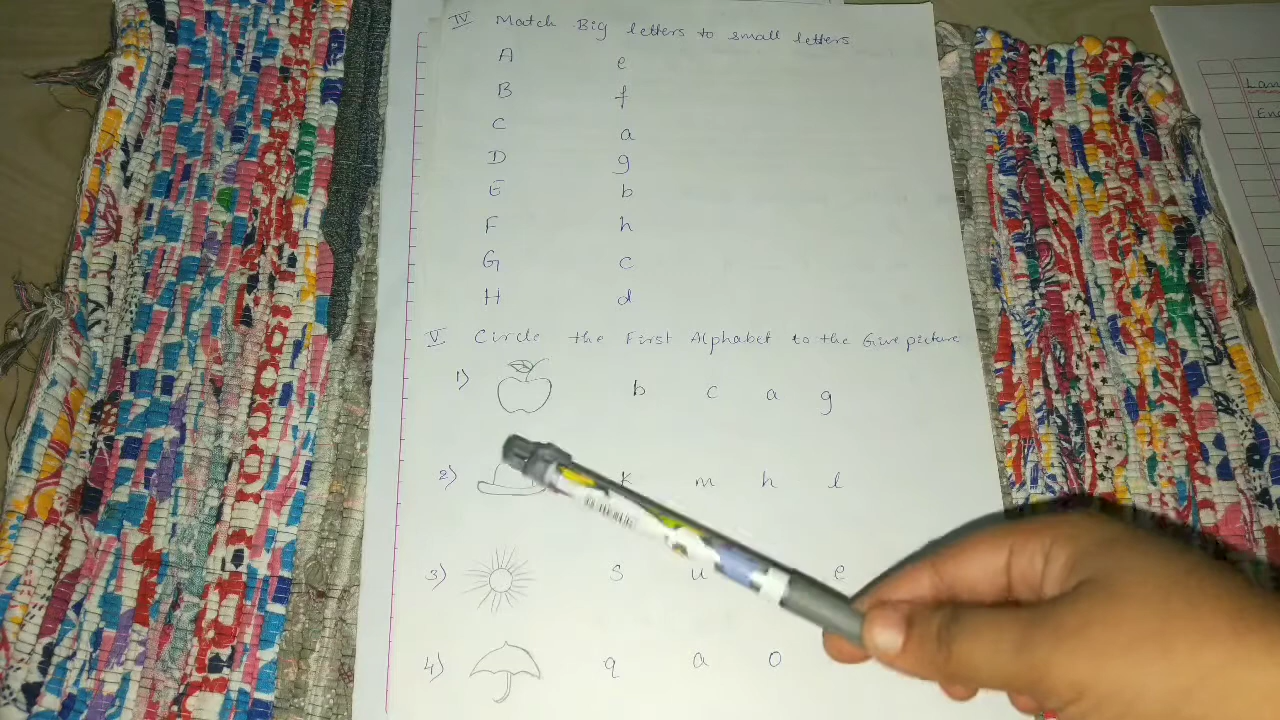 IV Match Big letters to small letters
A e
B f
C a
D g
E b
F h
G c
H d
V Circle the First Alphabet to the Give picture
1) b c a g
2) k m h l
3) s u e
4) q a o